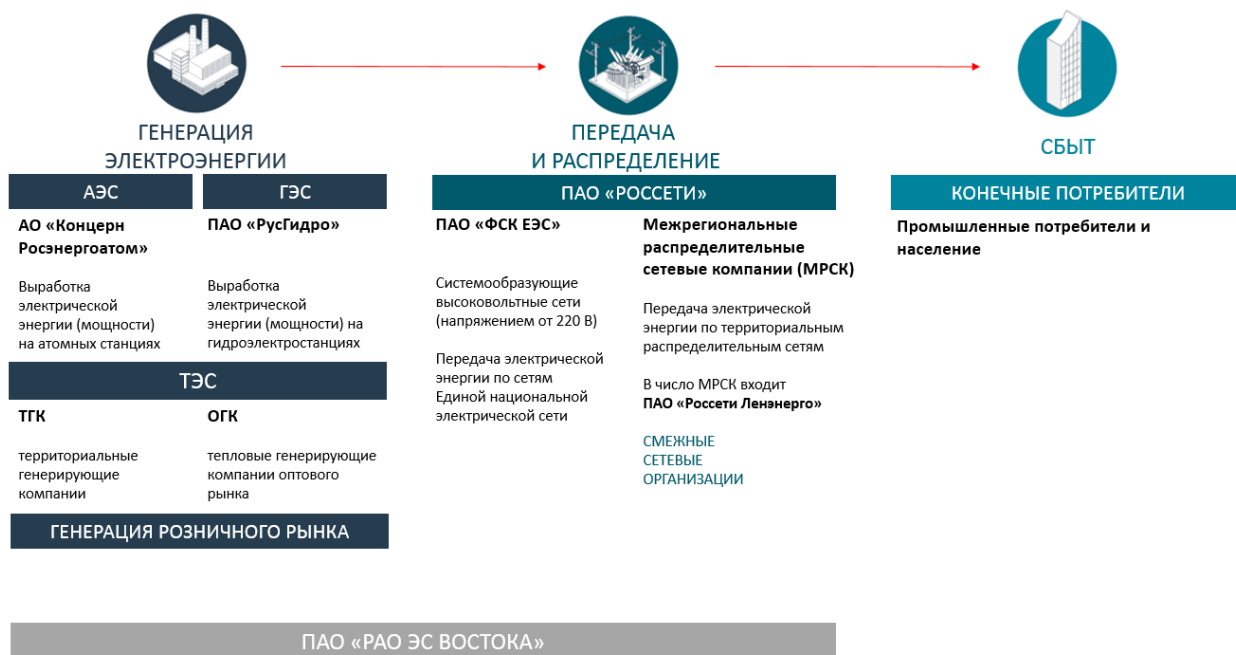 ГЕНЕРАЦИЯ
ЭЛЕКТРОЭНЕРГИИ
АЭС
ГЭС
АО «Концерн
Росэнергоатом»
Выработка
электрической
энергии (мощности)
на атомных станциях
ПАО «РусГидро»
Выработка
электрической
энергии (мощности) на
гидроэлектростанциях
ТЭС
ТГК
территориальные
генерирующие
компании
ОГК
тепловые генерирующие
компании оптового
рынка
ГЕНЕРАЦИЯ РОЗНИЧНОГО РЫНКА
ПЕРЕДАЧА
И РАСПРЕДЕЛЕНИЕ
ПАО «РОССЕТИ»
ПАО «ФСК ЕЭС»
Системообразующие
высоковольтные сети
(напряжением от 220 В)
Передача электрической
энергии по сетям
Единой национальной
электрической сети
Межрегиональные
распределительные
сетевые компании (МРСК)
Передача электрической
энергии по территориальным
распределительным сетям
В число МРСК входит
ПАО «Россети Ленэнерго»
СМЕЖНЫЕ
СЕТЕВЫЕ
ОРГАНИЗАЦИИ
СБЫТ
КОНЕЧНЫЕ ПОТРЕБИТЕЛИ
Промышленные потребители и
население
ПАО «РАО ЭС ВОСТОКА»